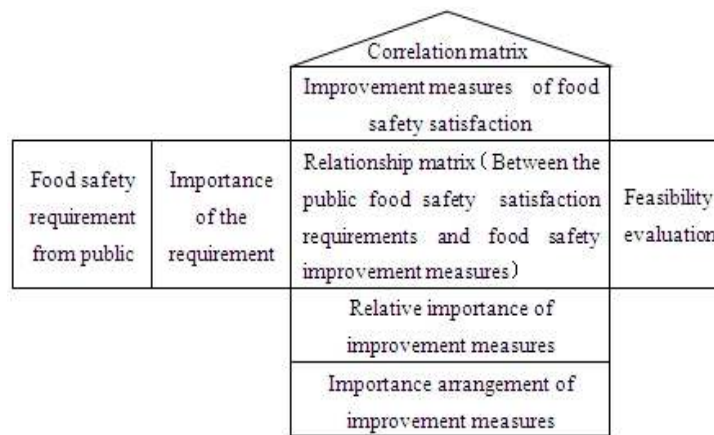 Correlation matrix
Improvement measures of food
safety satisfaction
Food safety
requirement
from public
Importance
of the
requirement
Relationship matrix ( Between the
public food safety satisfaction
requirements and food safety
improvement measures)
Feasibility
evaluation
Relative importance of
improvement measures
Importance arrangement of
improvement measures